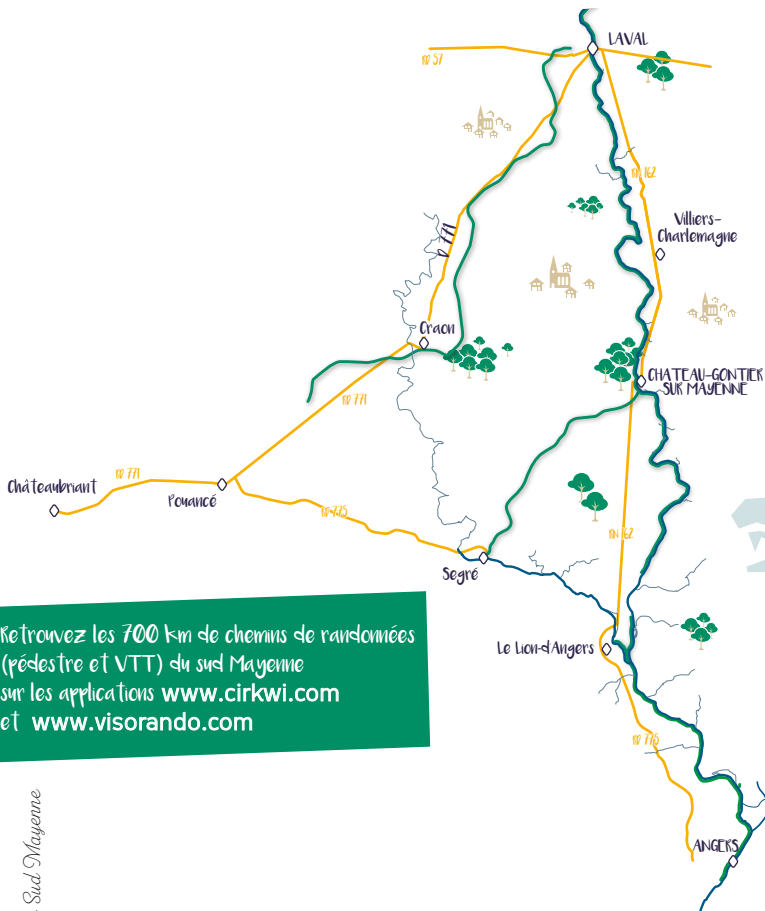 LAVAL
RD 57
RN 162
Villiers-
Charlemagne
D 771
Craon
CHATEAU-GONTIER
SUR MAYENNE
RD 771
RD 771
Châteaubriant
Pouancé
RD 775
RN 162
Segré
Le Lion-d'Angers
Retrouvez les 700 km de chemins de randonnées
(pédestre et VTT) du sud Mayenne
sur les applications www.cirkwi.com
et www.visorando.com
RD 775
Sud Mayenne
ANGERS